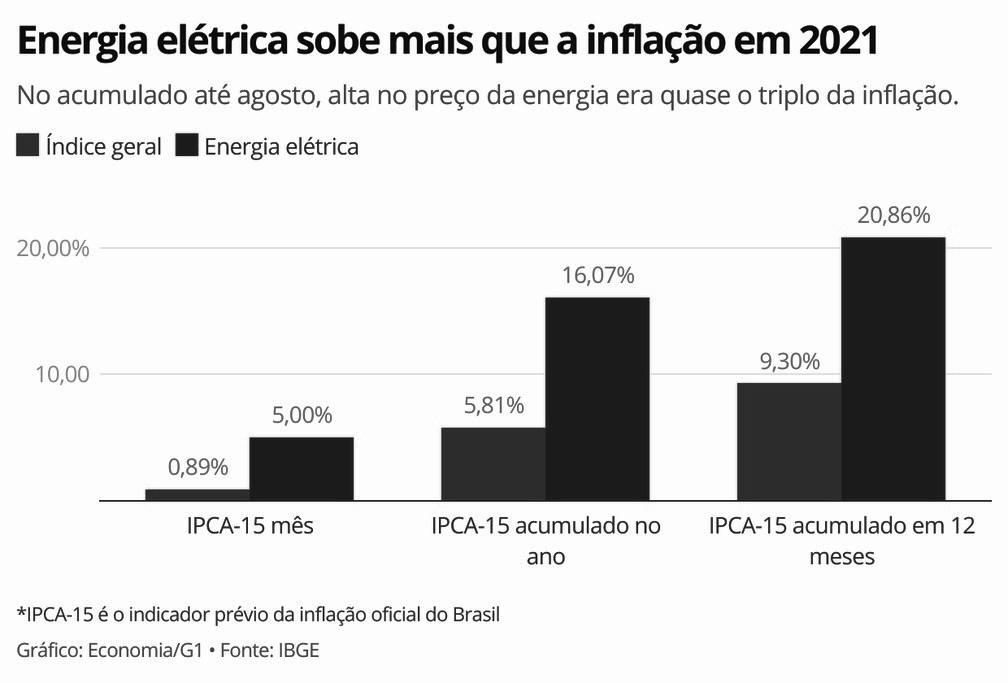 Energia elétrica sobe mais que a inflação em 2021
No acumulado até agosto, alta no preço da energia era quase o triplo da inflação.
Índice geral Energia elétrica
20,86%
20,00%
16,07%
9,30%
10,00
5,81%
5,00%
0,89%
IPCA-15 mês
IPCA-15 acumulado no
ano
IPCA-15 acumulado em 12
meses
*IPCA-15 é o indicador prévio da inflação oficial do Brasil
Gráfico: Economia/G1 • Fonte: IBGE